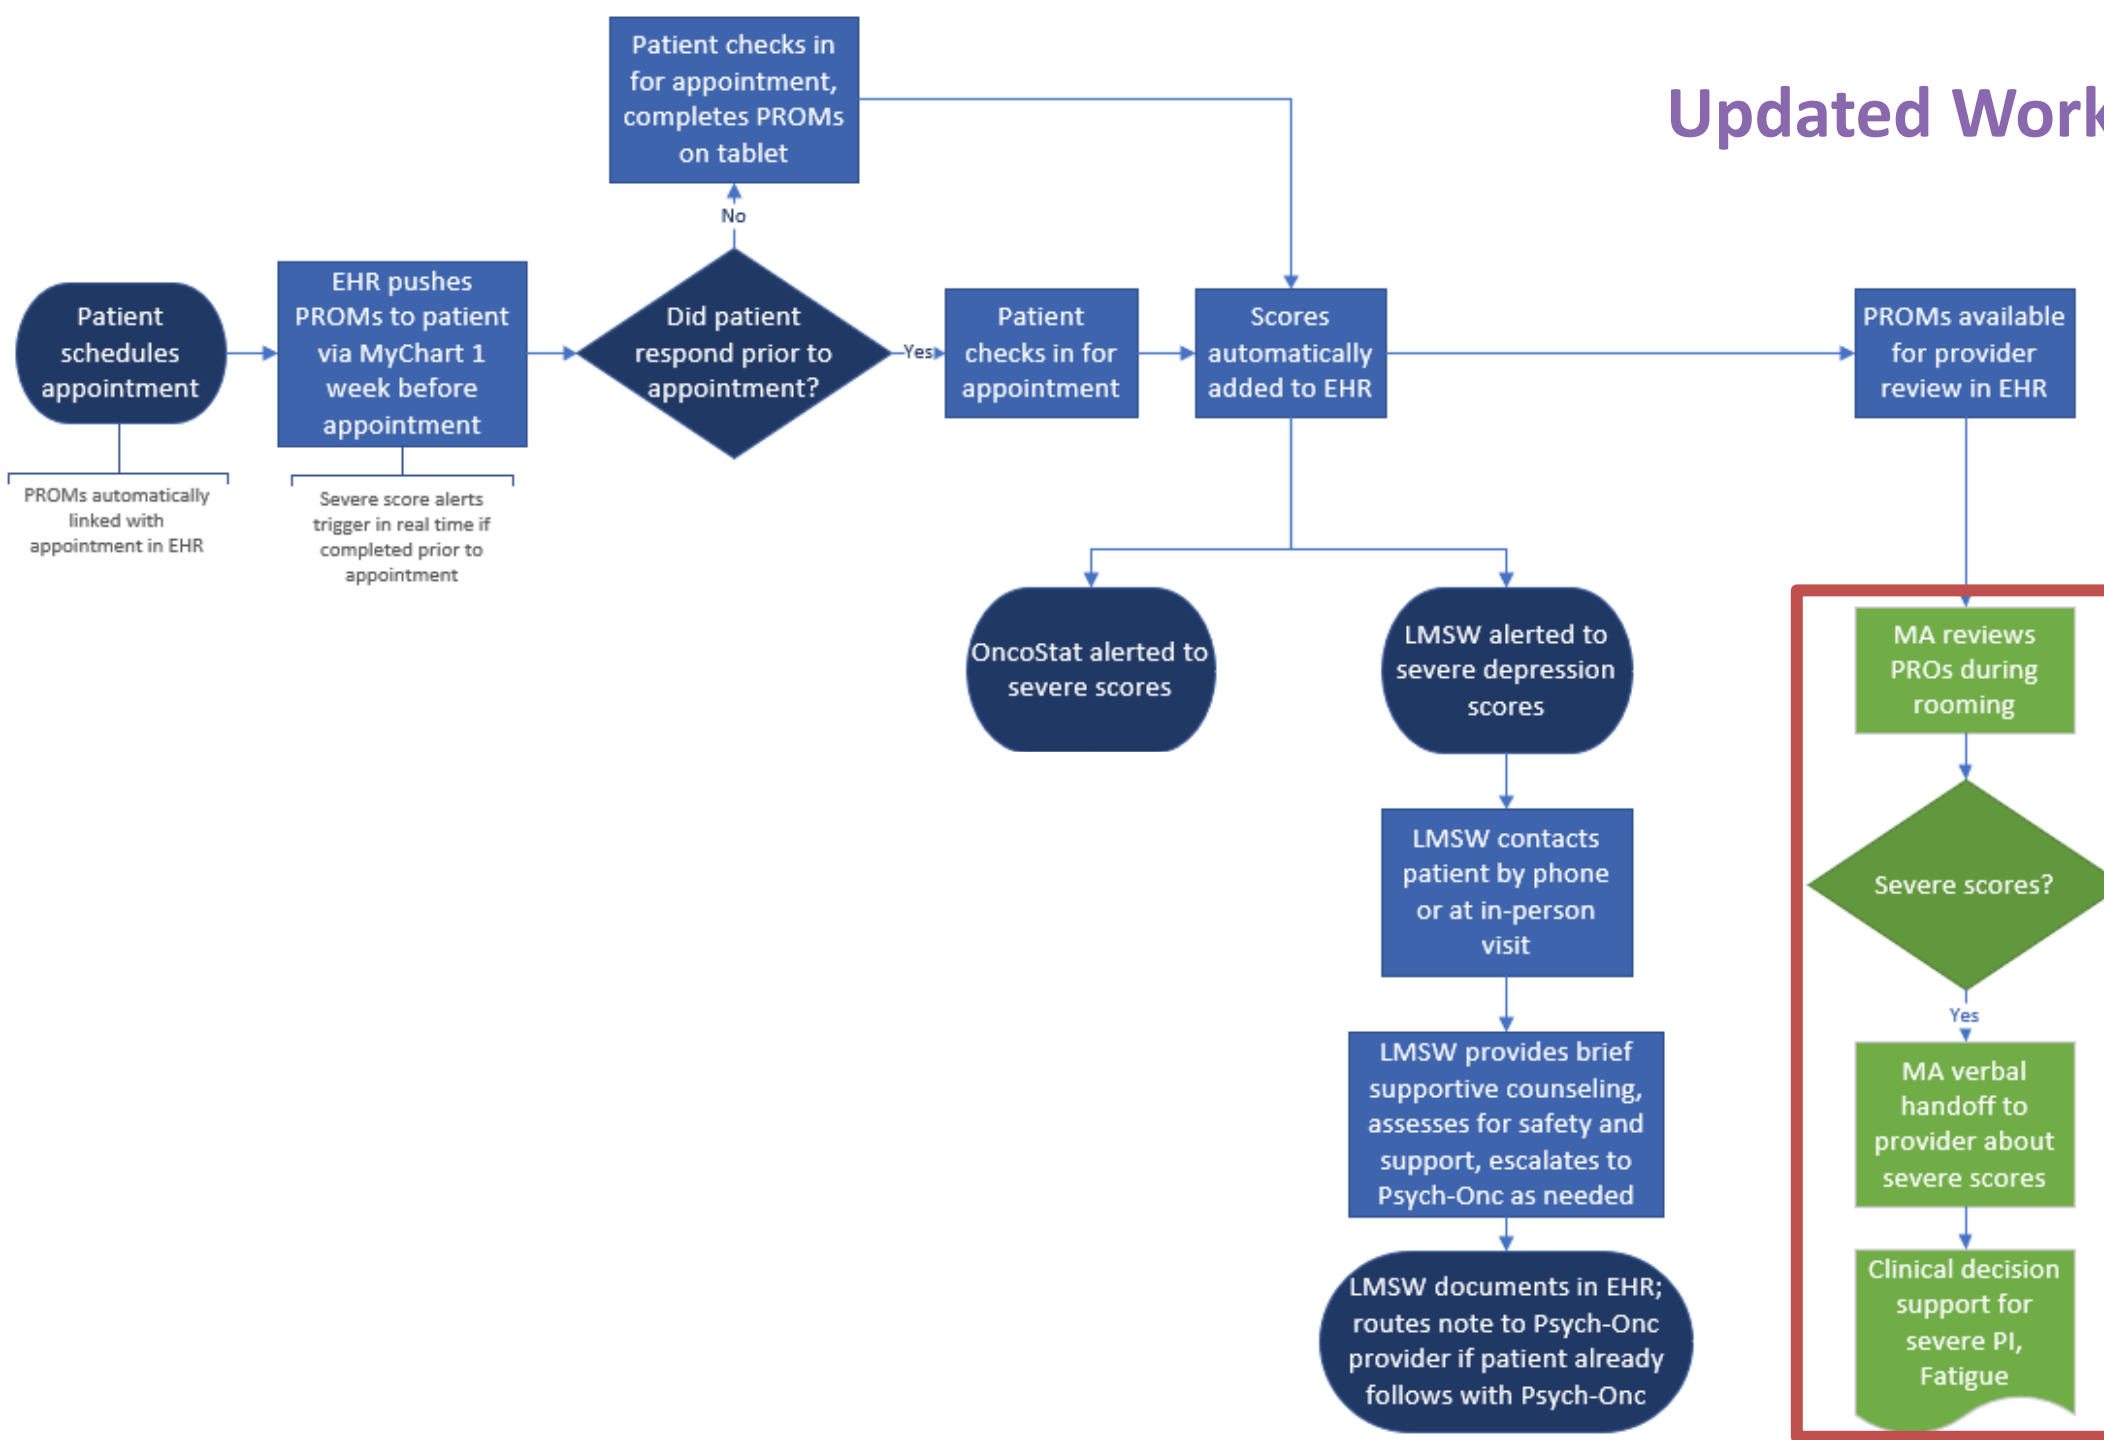 Updated Work
Patient checks in
for appointment,
completes PROMs
on tablet
No
Patient
schedules
appointment
EHR pushes
PROMs to patient
via MyChart 1
week before
appointment
Did patient
respond prior to
appointment?
Yes
Patient
checks in for
appointment
Scores
automatically
added to EHR
PROMs available
for provider
review in EHR
PROMs automatically
linked with
appointment in EHR
Severe score alerts
trigger in real time if
completed prior to
appointment
OncoStat alerted to
severe scores
LMSW alerted to
severe depression
scores
LMSW contacts
patient by phone
or at in-person
visit
LMSW provides brief
supportive counseling,
assesses for safety and
support, escalates to
Psych-Onc as needed
LMSW documents in EHR;
routes note to Psych-Onc
provider if patient already
follows with Psych-Onc
MA reviews
PROs during
rooming
Severe scores?
Yes
MA verbal
handoff to
provider about
severe scores
Clinical decision
support for
severe PI,
Fatigue